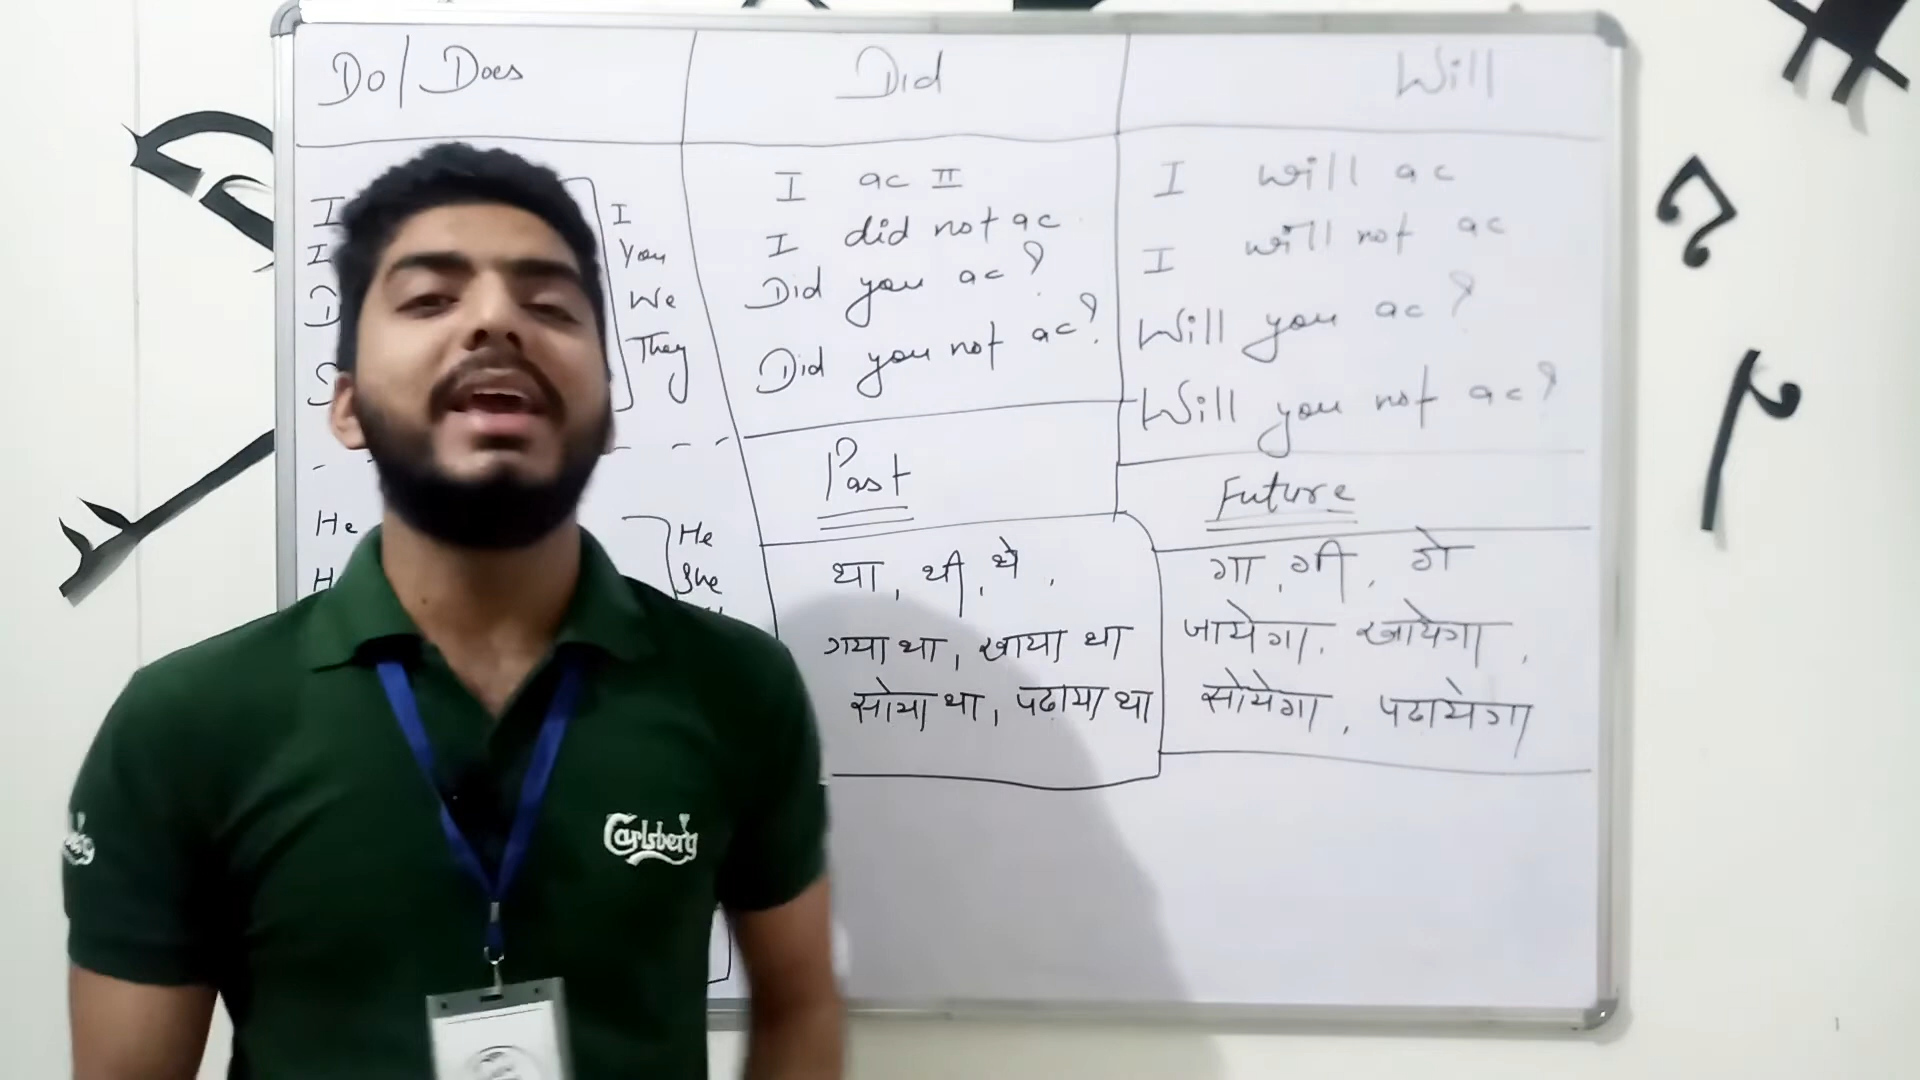 Do/Does
Did
Will
I
I
I
You
We
They
He
He
She
I ac II
I did not ac
Did you ac?
Did you not ac?
Past
था, थी, थे,
गया था, खाया था
सोया था, पढाया था
I will ac
I will not ac
Will you ac?
Will you not ac?
Future
गा, गी, गे
जायेगा, खायेगा,
सोयेगा, पढायेगा
Carlsberg